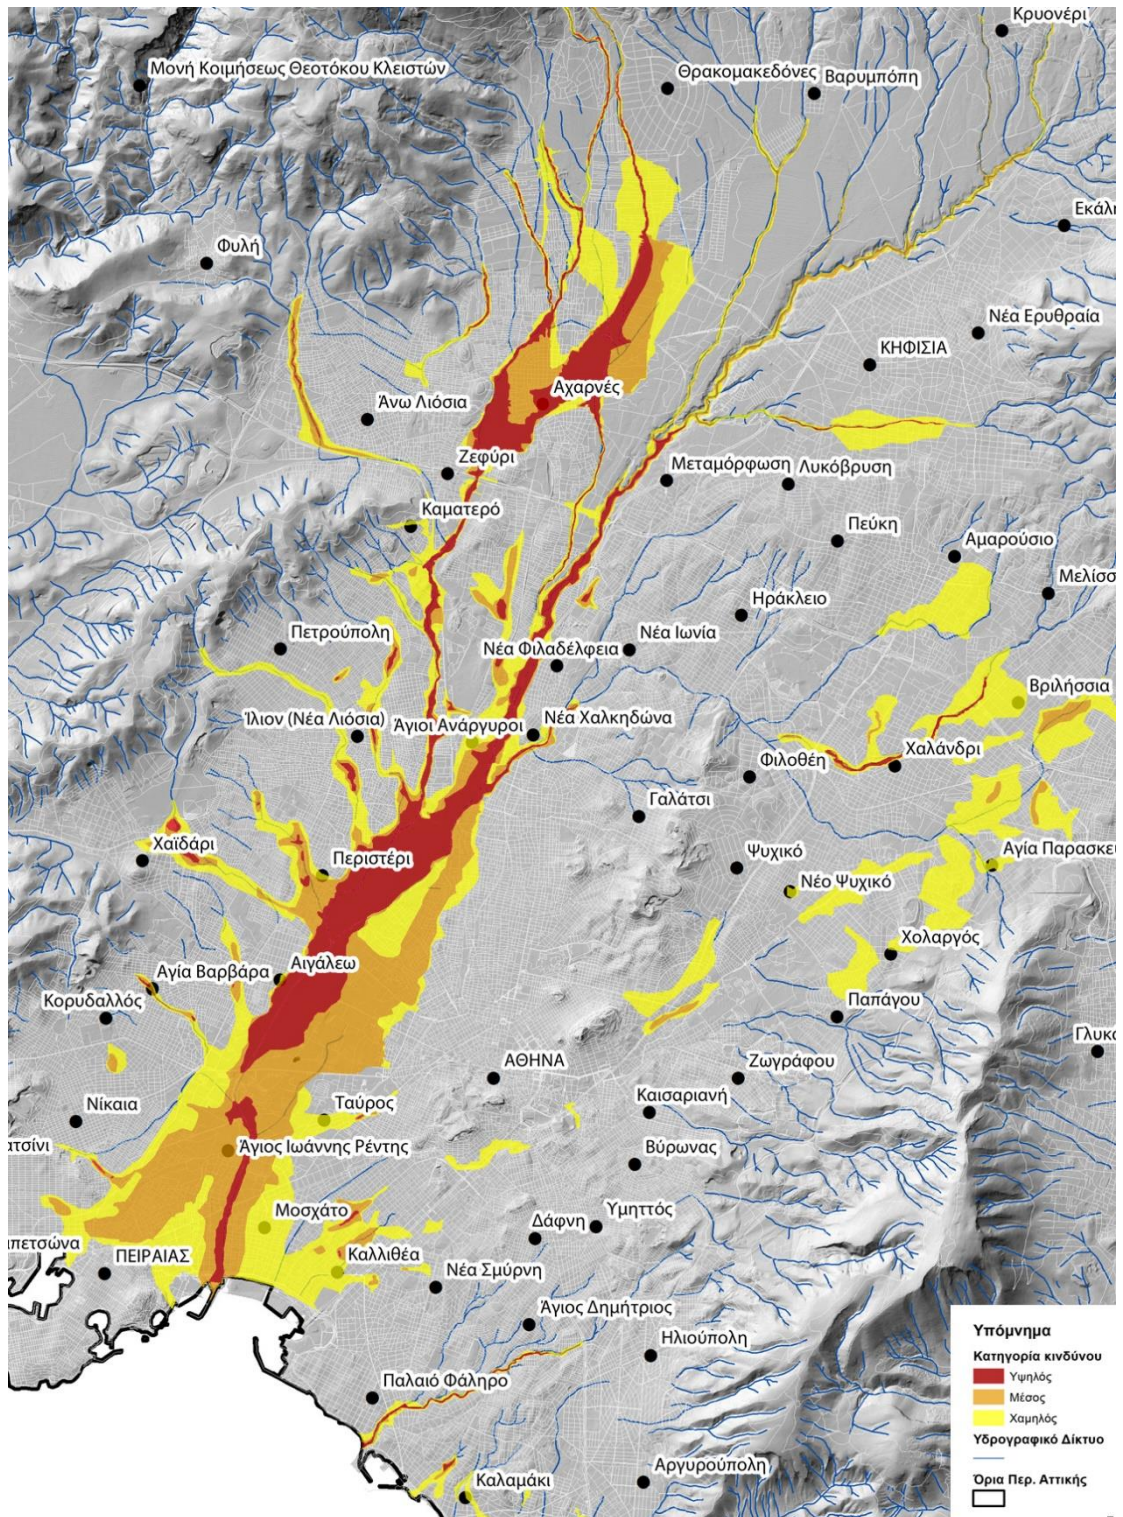 Κρυονέρι
Μονή Κοιμήσεως Θεοτόκου Κλειστών
Θρακομακεδόνες
Βαρυμπόπη
Εκάλη
Φυλή
Νέα Ερυθραία
ΚΗΦΙΣΙΑ
Αχαρνές
Άνω Λιόσια
Ζεφύρι
Μεταμόρφωση
Λυκόβρυση
Καματερό
Πεύκη
Αμαρούσιο
Μελίσσ
Ηράκλειο
Πετρούπολη
Νέα Ιωνία
Νέα Φιλαδέλφεια
Βριλήσσια
Ίλιον (Νέα Λιόσια)
Άγιοι Ανάργυροι
Νέα Χαλκηδώνα
Χαλάνδρι
Φιλοθέη
Γαλάτσι
Χαϊδάρι
Περιστέρι
Ψυχικό
Αγία Παρασκευ
Νέο Ψυχικό
Χολαργός
Αγία Βαρβάρα
Αιγάλεω
Κορυδαλλός
Παπάγου
Γλυκ
ΑΘΗΝΑ
Ζωγράφου
Νίκαια
Ταύρος
Καισαριανή
ατσίνι
Άγιος Ιωάννης Ρέντης
Βύρωνας
Μοσχάτο
Δάφνη
Υμηττός
απετσώνα
ΠΕΙΡΑΙΑΣ
Καλλιθέα
Νέα Σμύρνη
Άγιος Δημήτριος
Ηλιούπολη
Παλαιό Φάληρο
Αργυρούπολη
Καλαμάκι
Υπόμνημα
Κατηγορία κινδύνου
Υψηλός
Μέσος
Χαμηλός
Υδρογραφικό Δίκτυο
Όρια Περ. Αττικής